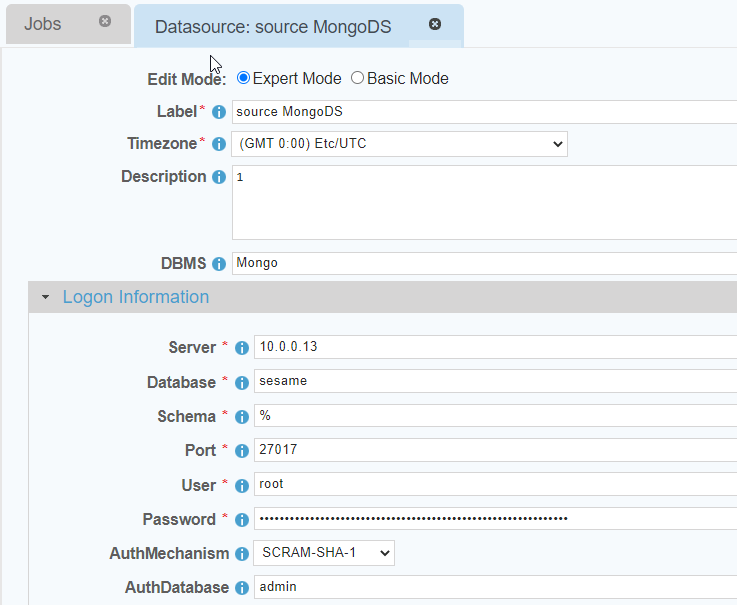 Jobs
Datasource: source MongoDS
Edit Mode: Expert Mode Basic Mode
Label* source MongoDS
Timezone* (GMT 0:00) Etc/UTC
Description 1
DBMS Mongo
Logon Information
Server * 10.0.0.13
Database * sesame
Schema * %
Port * 27017
User * root
Password * ••••••••••••••••••••••••••••••••••••••••••••••••••••••••••••••
AuthMechanism SCRAM-SHA-1
AuthDatabase admin